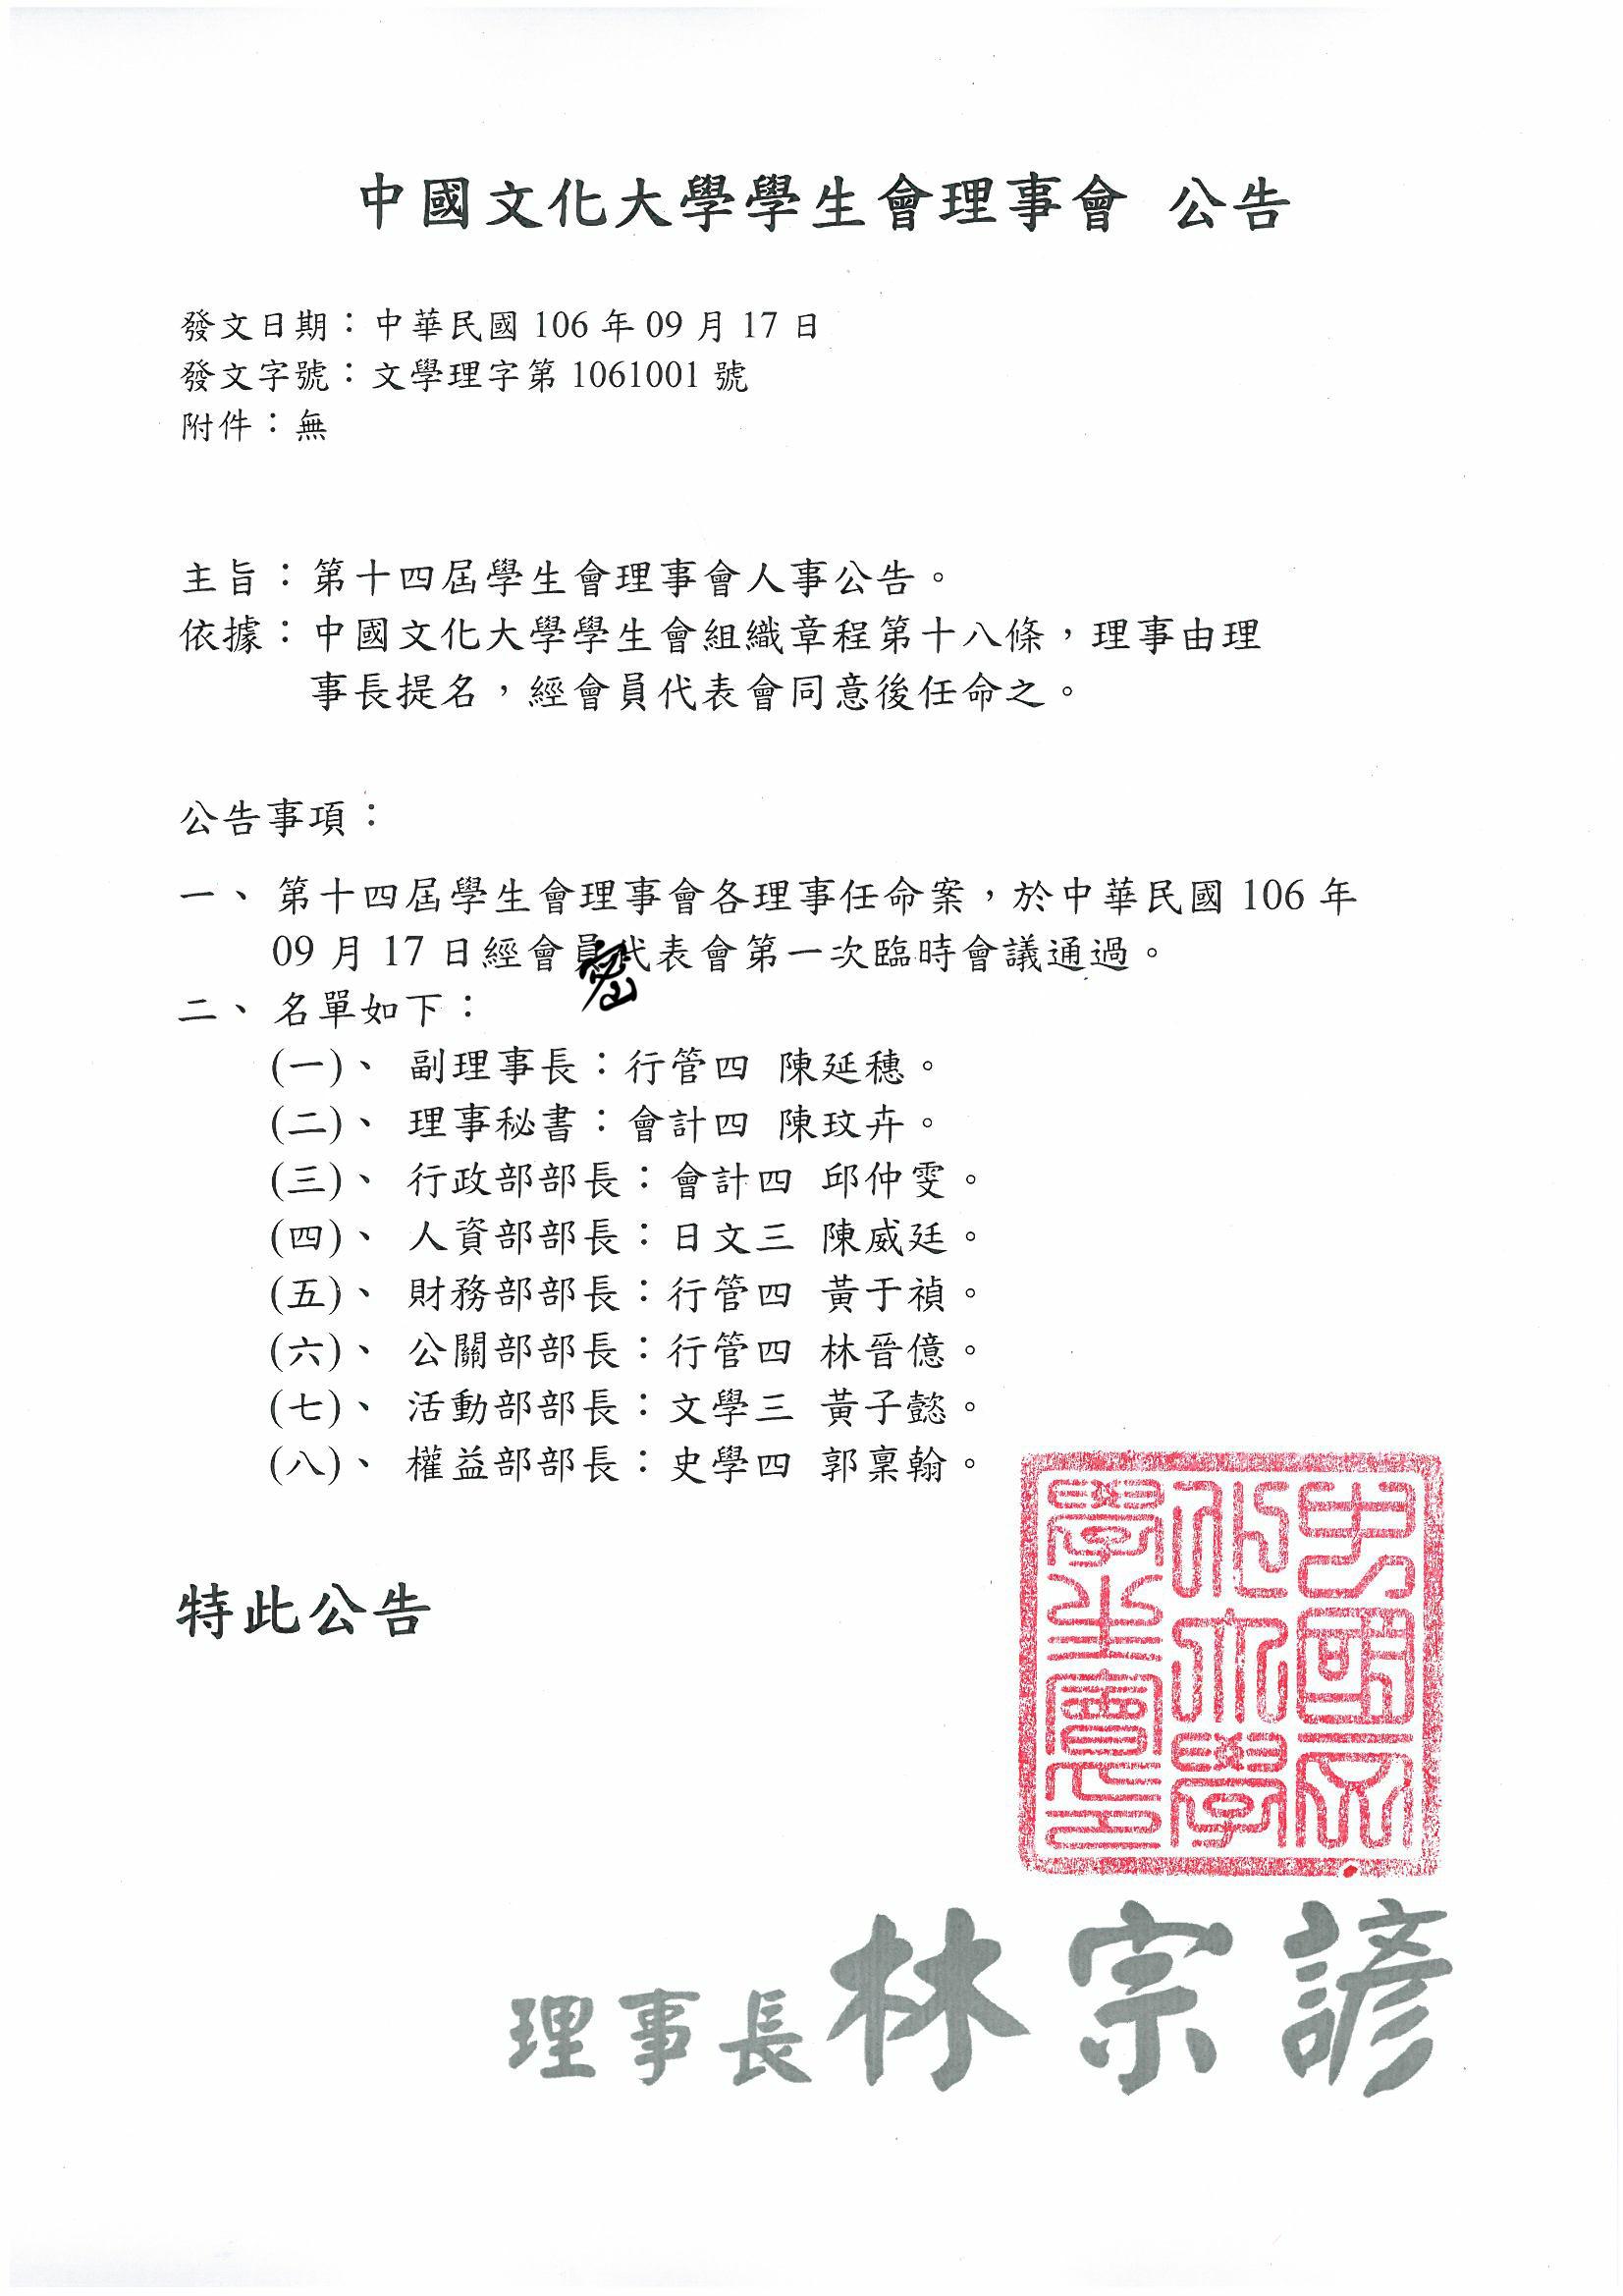 中國文化大學學生會理事會 公告
發文日期：中華民國 106 年 09 月 17 日
發文字號：文學理字第 1061001 號
附件：無
主旨：第十四屆學生會理事會人事公告。
依據：中國文化大學學生會組織章程第十八條，理事由理
事長提名，經會員代表會同意後任命之。
公告事項：
一、 第十四屆學生會理事會各理事任命案，於中華民國 106 年
09 月 17 日經會員代表會第一次臨時會議通過。
二、 名單如下：
(一)、 副理事長：行管四 陳延穗。
(二)、 理事秘書：會計四 陳玟卉。
(三)、 行政部部長：會計四 邱仲雯。
(四)、 人資部部長：日文三 陳威廷。
(五)、 財務部部長：行管四 黃于禎。
(六)、 公關部部長：行管四 林晉億。
(七)、 活動部部長：文學三 黃子懿。
(八)、 權益部部長：史學四 郭稟翰。
特此公告
中國文
化大學
學生會印
理事長林宗諺